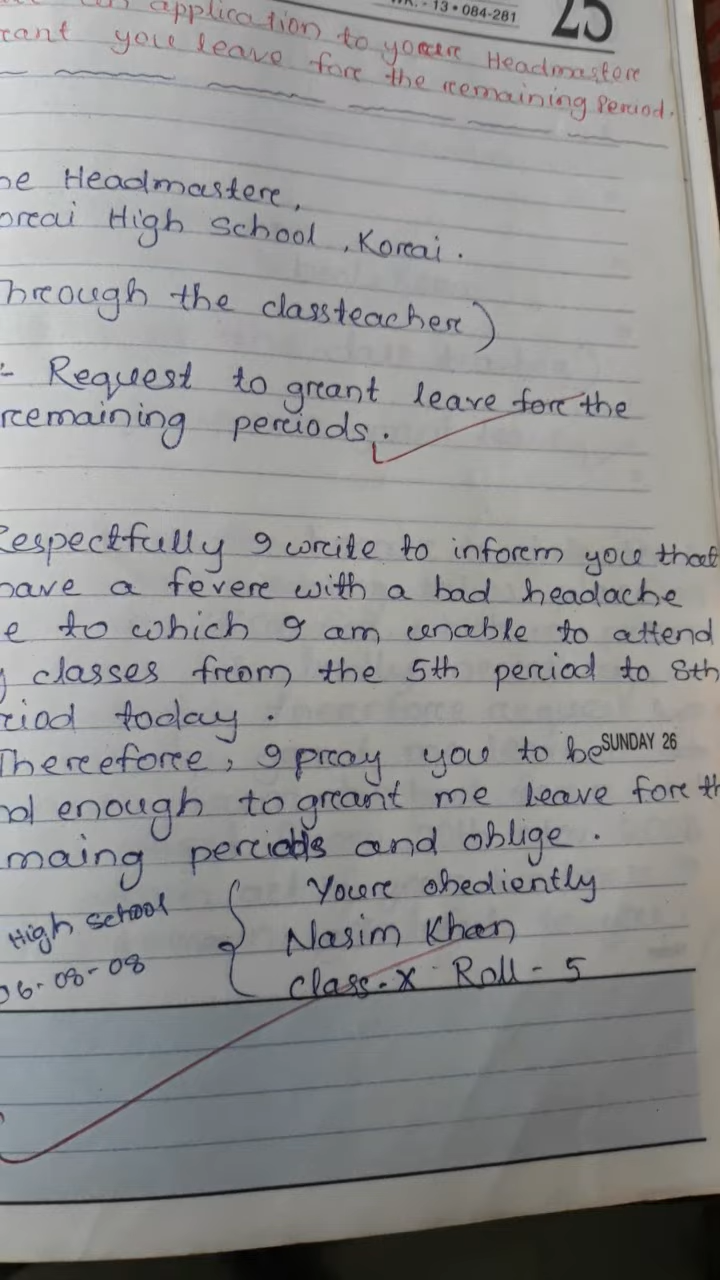 an application to your Headmaster
rant you leave for the remaining Period.
WK. - 13 • 084-281
25
he Headmaster,
orai High School, Korai.
Through the classteacher)
:- Request to grant leave for the
remaining periods.
Respectfully I write to inform you that
have a fever with a bad headache
e to which I am unable to attend
y classes from the 5th period to 8th
riod today.
Therefore, I pray you to be
SUNDAY 26
nd enough to grant me leave for th
maing periods and oblige.
High school
06-08-08
Your obediently
Nasim Khan
Class-X Roll-5